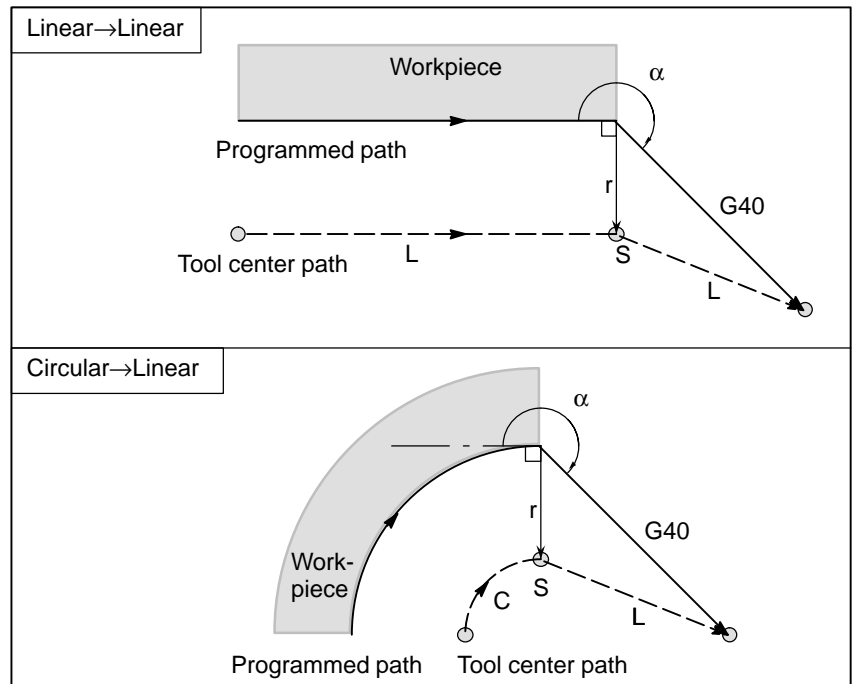 Linear→Linear
Workpiece
α
Programmed path
r
G40
Tool center path
L
S
L
Circular→Linear
α
r
G40
Work-
piece
C
S
L
Programmed path
Tool center path